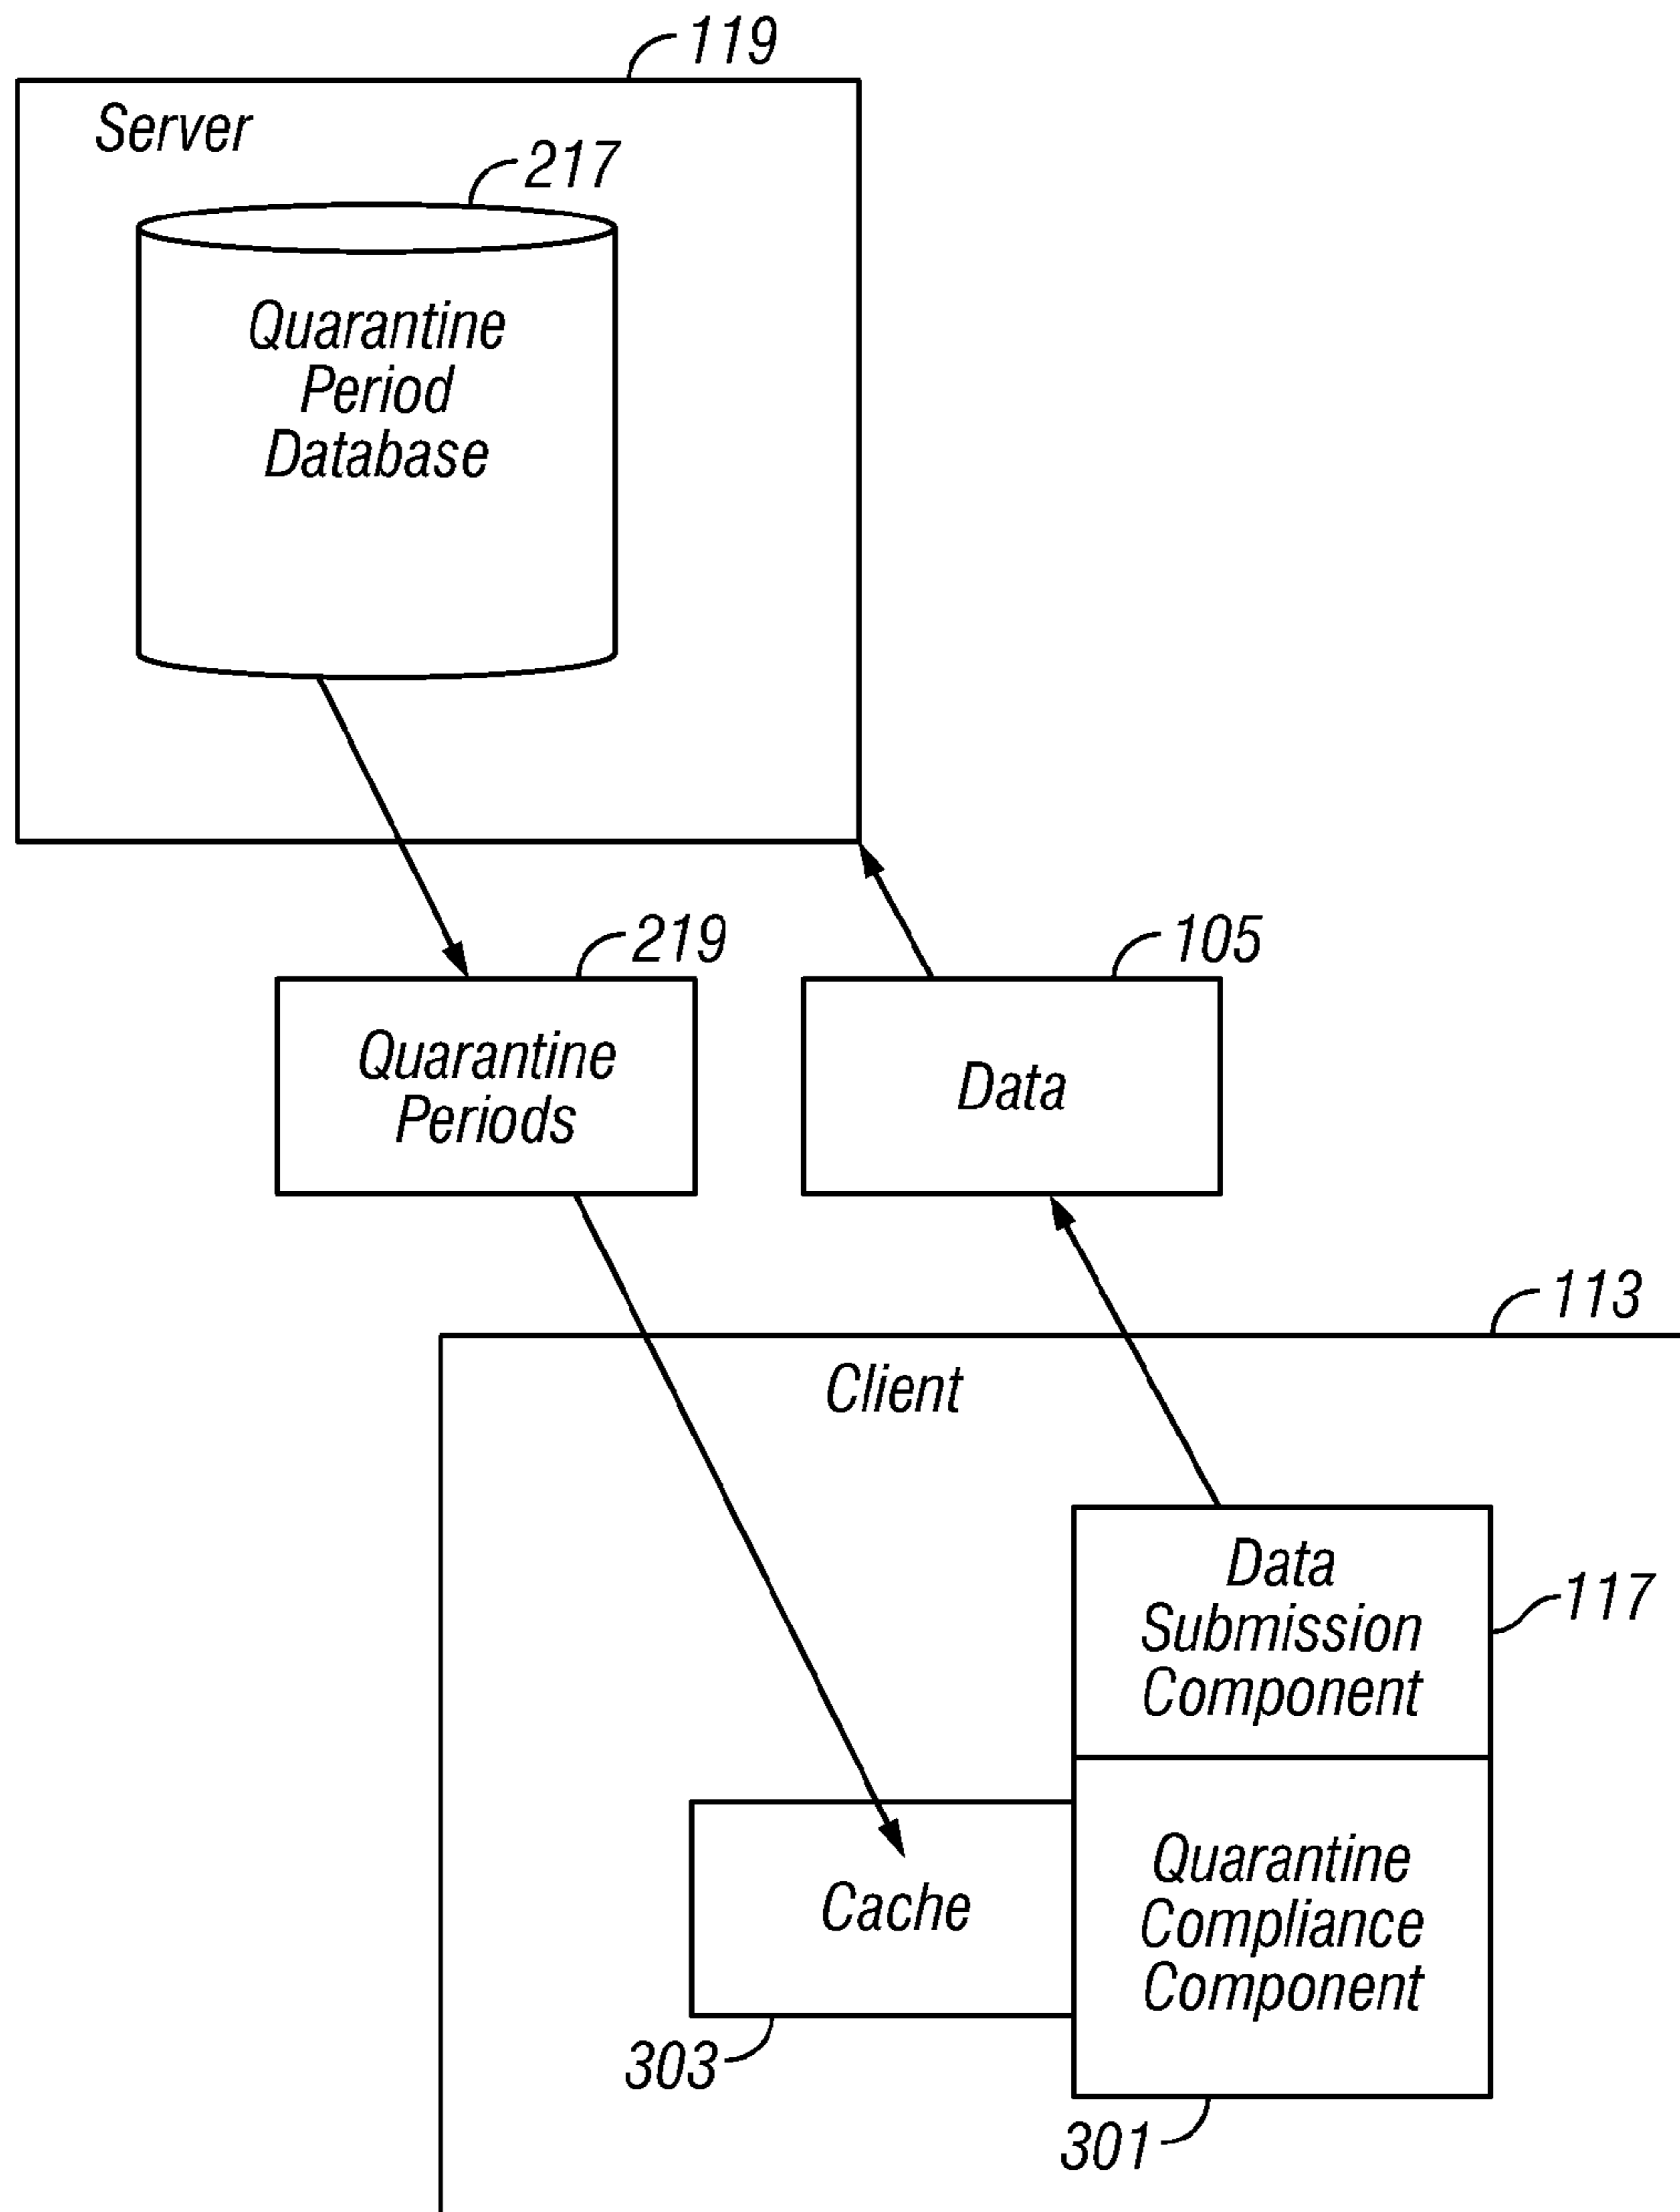 119
Server
217
Quarantine
Period
Database
219
105
Quarantine
Periods
Data
113
Client
Data
Submission
Component
117
Quarantine
Compliance
Component
Cache
303
301